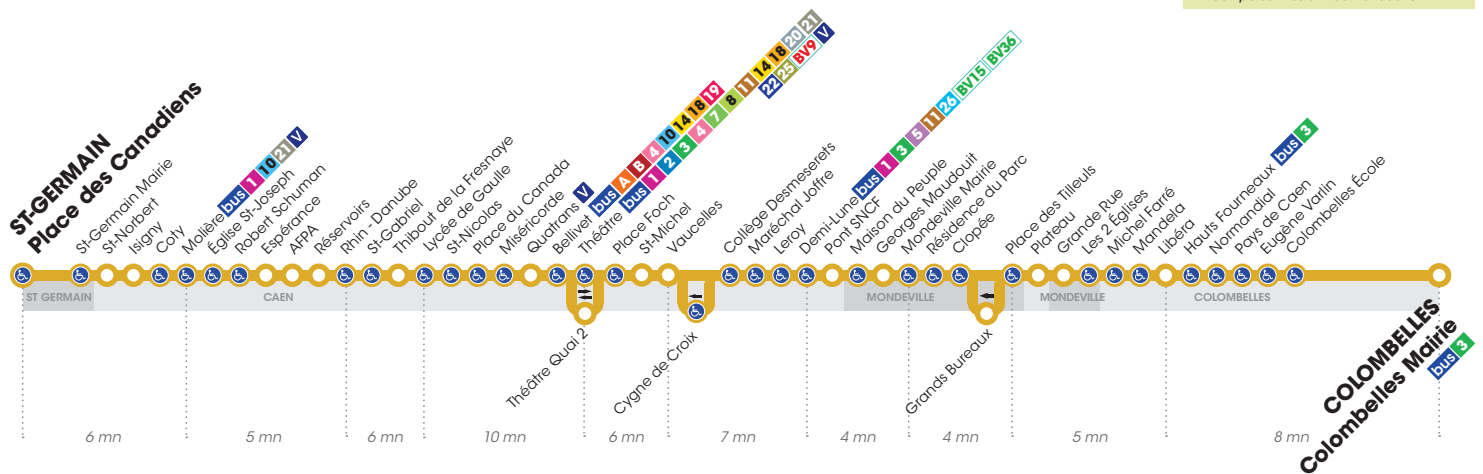 ST-GERMAIN
Place des Canadiens
St-Germain Mairie
St-Norbert
Isigny
Coty
Molière bus 1 10 21 V
Église St-Joseph
Robert Schuman
Espérance
AFPA
Réservoirs
Rhin - Danube
St-Gabriel
Thibout de la Fresnaye
Lycée de Gaulle
St-Nicolas
Place du Canada
Miséricorde
Quatrans V
Bellivet bus A B 4 10 14 18 19
Théâtre bus 1 2 3 4 7 8 11 14 18 20 21
22 25 BV9 V
Place Foch
St-Michel
Vaucelles
Collège Desmeserets
Maréchal Joffre
Leroy
Demi-Lune bus 1 3 5 11 26 BV15 BV36
Pont SNCF
Maison du Peuple
Georges Maudouit
Mondeville Mairie
Résidence du Parc
Clopée
Place des Tilleuls
Plateau
Grande Rue
Les 2 Églises
Michel Farré
Mandela
Libéra
Hauts Fourneaux bus 3
Normandial
Pays de Caen
Eugène Varlin
Colombelles École
ST GERMAIN
CAEN
MONDEVILLE
MONDEVILLE
COLOMBELLES
Théâtre Quai 2
Cygne de Croix
Grands Bureaux
COLOMBELLES
Colombelles Mairie
bus 3
6 mn
5 mn
6 mn
10 mn
6 mn
7 mn
4 mn
4 mn
5 mn
8 mn